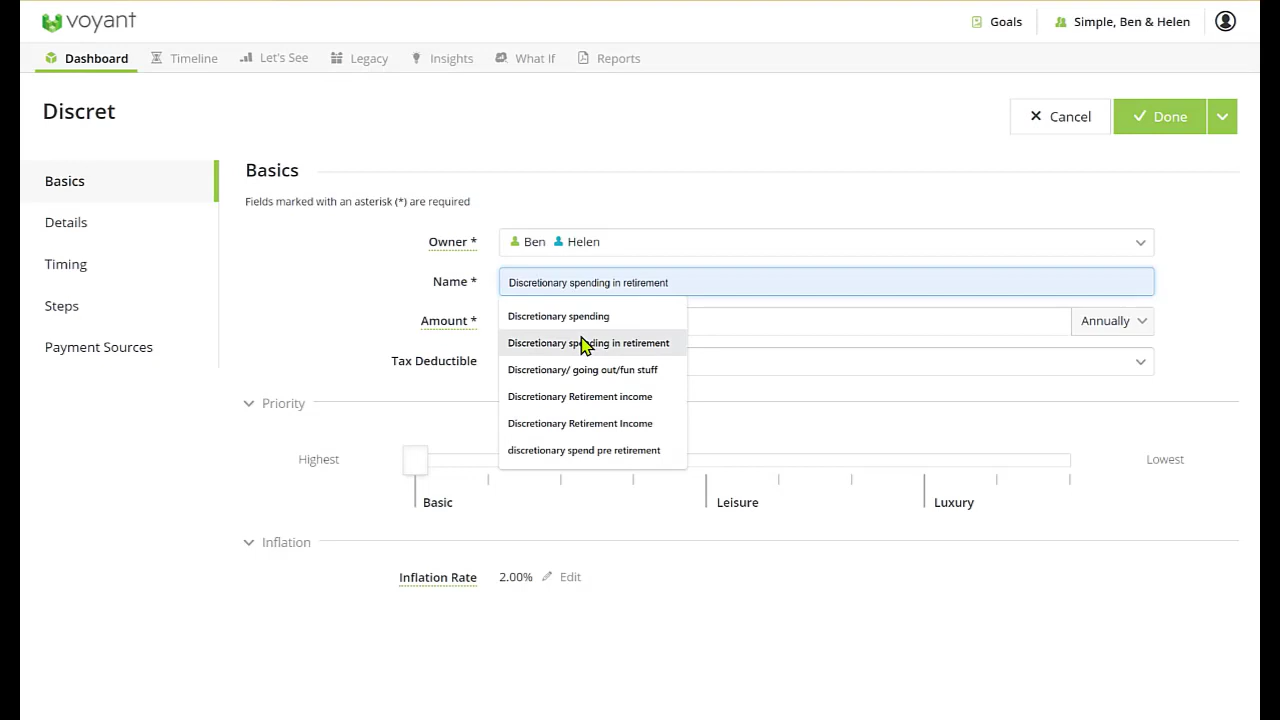 voyant
Goals
Simple, Ben & Helen
Dashboard
Timeline
Let's See
Legacy
Insights
What If
Reports
Discret
Cancel
Done
Basics
Details
Timing
Steps
Payment Sources
Basics
Fields marked with an asterisk (*) are required
Owner *
Ben Helen
Name *
Discretionary spending in retirement
Discretionary spending
Discretionary spending in retirement
Discretionary/ going out/fun stuff
Discretionary Retirement income
Discretionary Retirement Income
discretionary spend pre retirement
Amount *
Annually
Tax Deductible
Priority
Highest
Lowest
Basic
Leisure
Luxury
Inflation
Inflation Rate
2.00%
Edit